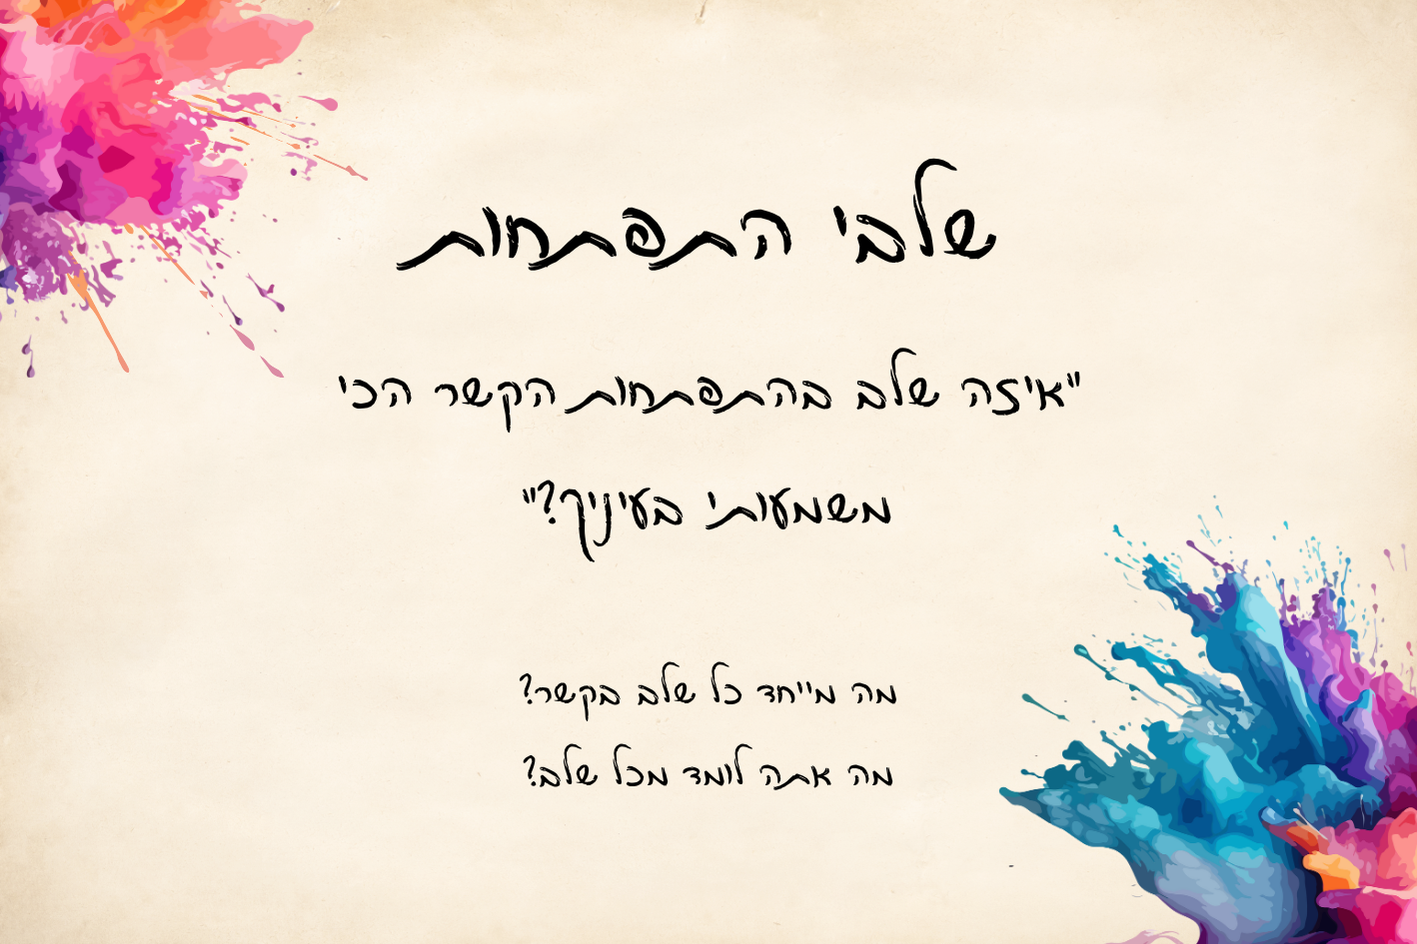 שלבי התפתחות
"איזה שלב בהתפתחות הקשר הכי
משמעותי בעיניך?"
מה מייחד כל שלב בקשר?
מה אתה לומד מכל שלב?